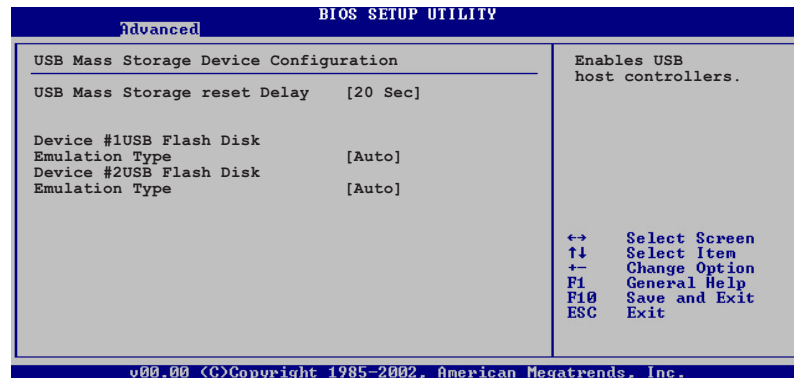 BIOS SETUP UTILITY
Advanced
USB Mass Storage Device Configuration
USB Mass Storage reset Delay [20 Sec]
Device #1USB Flash Disk
Emulation Type [Auto]
Device #2USB Flash Disk
Emulation Type [Auto]
Enables USB
host controllers.
←→ Select Screen
↑↓ Select Item
+- Change Option
F1 General Help
F10 Save and Exit
ESC Exit
v00.00 (C)Copyright 1985-2002, American Megatrends, Inc.